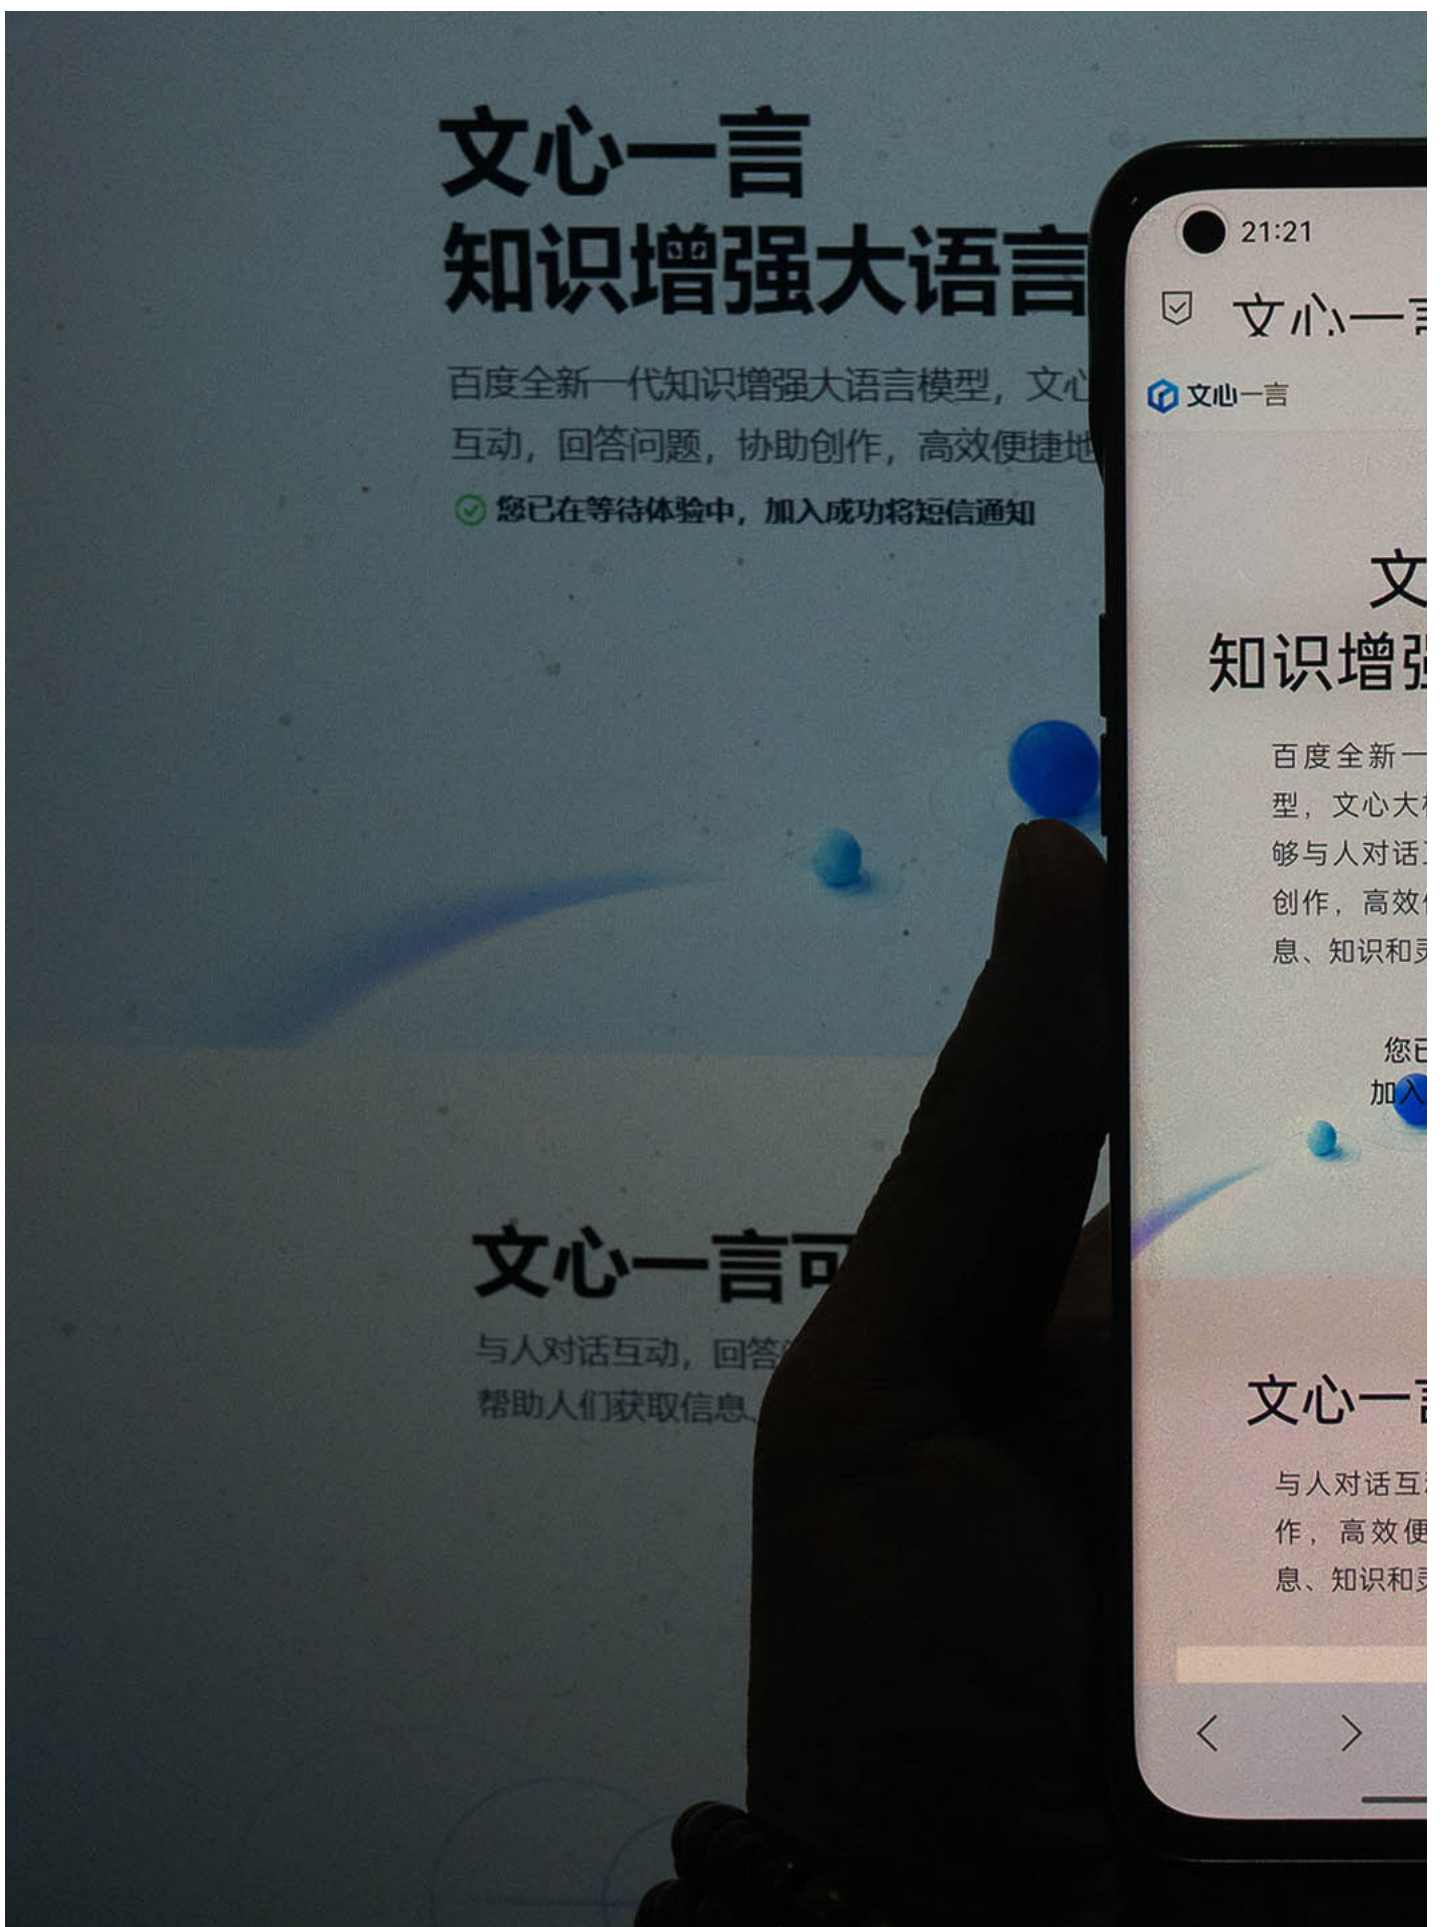 文心一言
知识增强大语言
百度全新一代知识增强大语言模型，文心
互动，回答问题，协助创作，高效便捷地
您已在等待体验中，加入成功将短信通知
文心一言可
与人对话互动，回答
帮助人们获取信息、
21:21
文心一言
文心一言
文
知识增强
百度全新一
型，文心大
够与人对话
创作，高效
息、知识和
您已
加入
文心一言
与人对话互
作，高效便
息、知识和